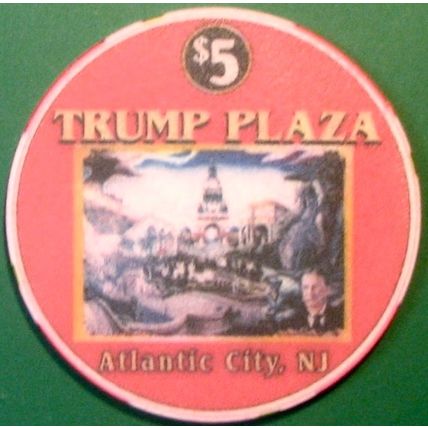 $5
TRUMP PLAZA
Atlantic City, NJ